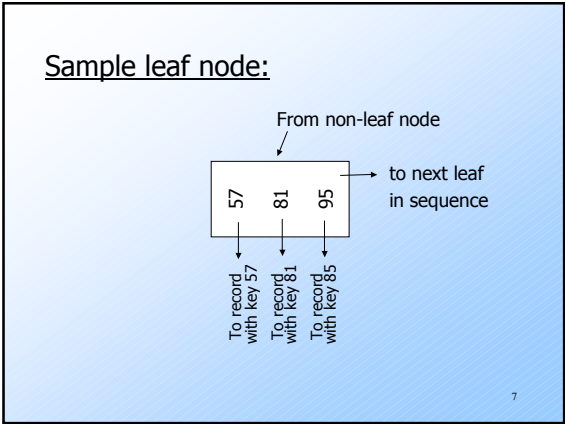 Sample leaf node:
From non-leaf node
to next leaf
in sequence
57
81
95
To record
with key 57
To record
with key 81
To record
with key 85
7